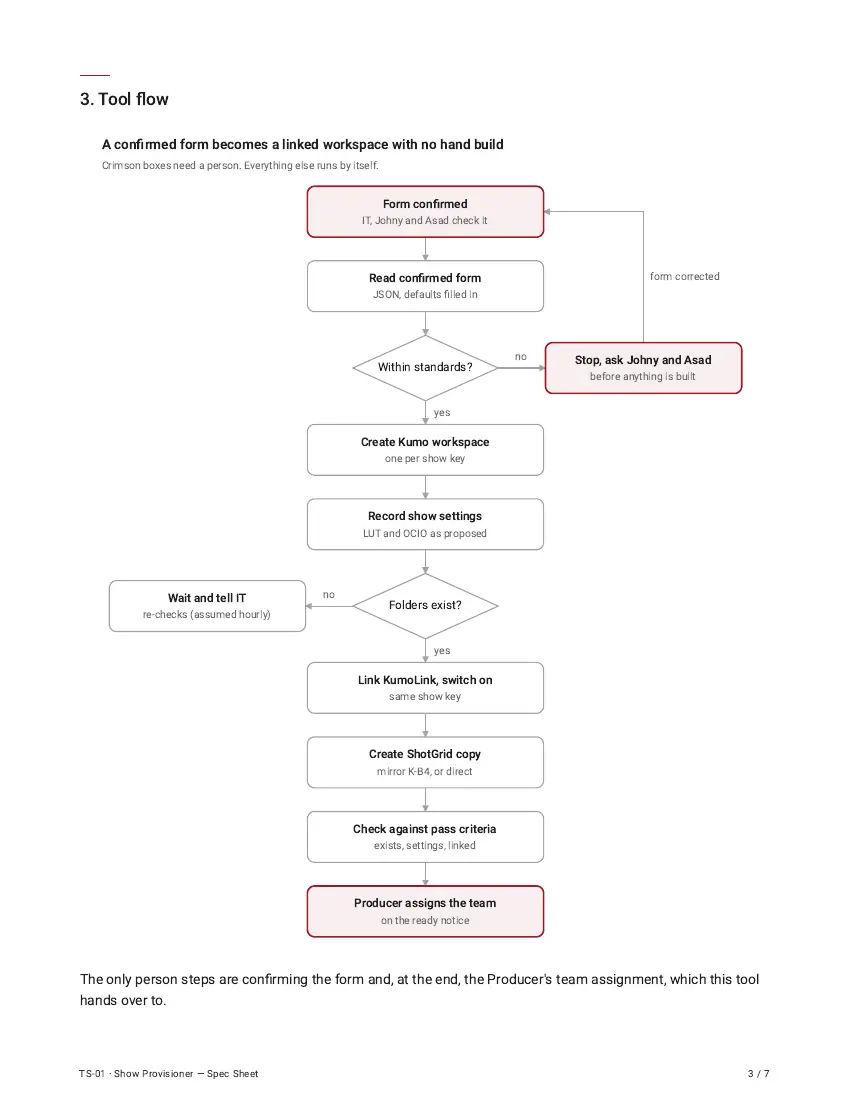 3. Tool flow
A confirmed form becomes a linked workspace with no hand build
Crimson boxes need a person. Everything else runs by itself.
Form confirmed
IT, Johny and Asad check it
form corrected
Read confirmed form
JSON, defaults filled in
Within standards?
no
Stop, ask Johny and Asad
before anything is built
yes
Create Kumo workspace
one per show key
Record show settings
LUT and OCIO as proposed
Folders exist?
no
Wait and tell IT
re-checks (assumed hourly)
yes
Link KumoLink, switch on
same show key
Create ShotGrid copy
mirror K-B4, or direct
Check against pass criteria
exists, settings, linked
Producer assigns the team
on the ready notice
The only person steps are confirming the form and, at the end, the Producer's team assignment, which this tool
hands over to.
TS-01 · Show Provisioner — Spec Sheet
3 / 7